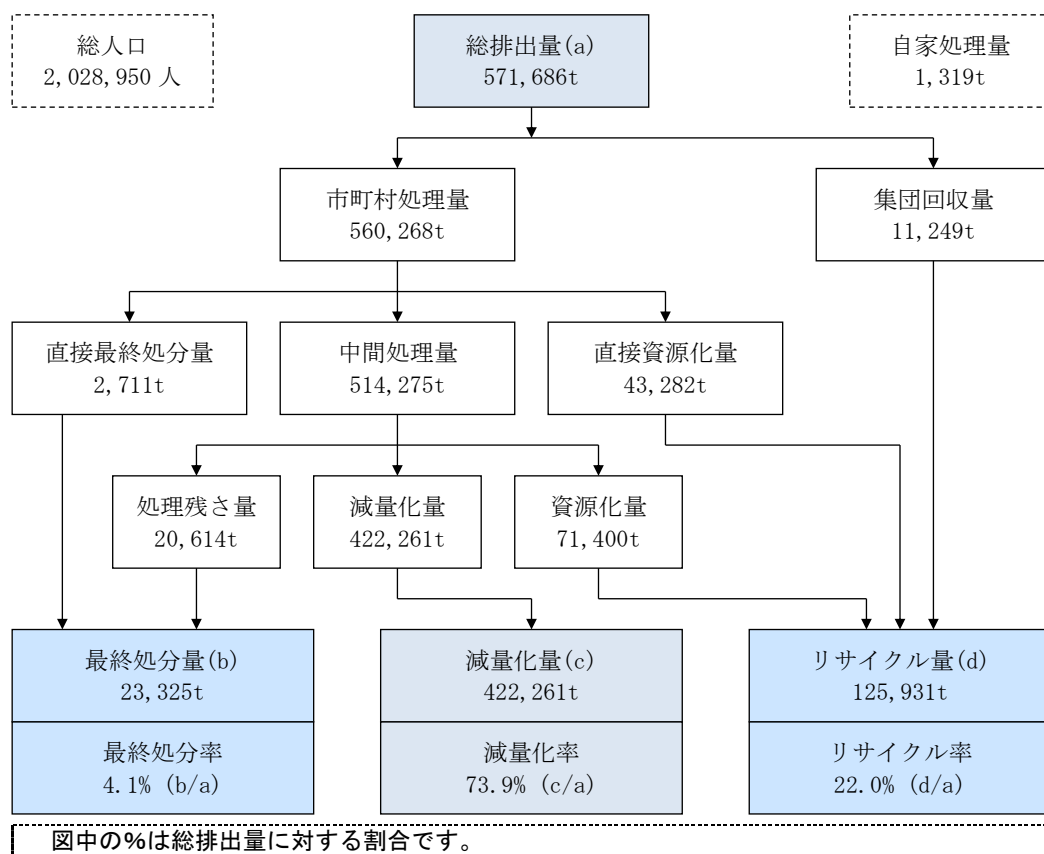 総人口
2,028,950 人
総排出量(a)
571,686t
自家処理量
1,319t
市町村処理量
560,268t
集団回収量
11,249t
直接最終処分量
2,711t
中間処理量
514,275t
直接資源化量
43,282t
処理残さ量
20,614t
減量化量
422,261t
資源化量
71,400t
最終処分量(b)
23,325t
減量化量(c)
422,261t
リサイクル量(d)
125,931t
最終処分率
4.1% (b/a)
減量化率
73.9% (c/a)
リサイクル率
22.0% (d/a)
図中の%は総排出量に対する割合です。